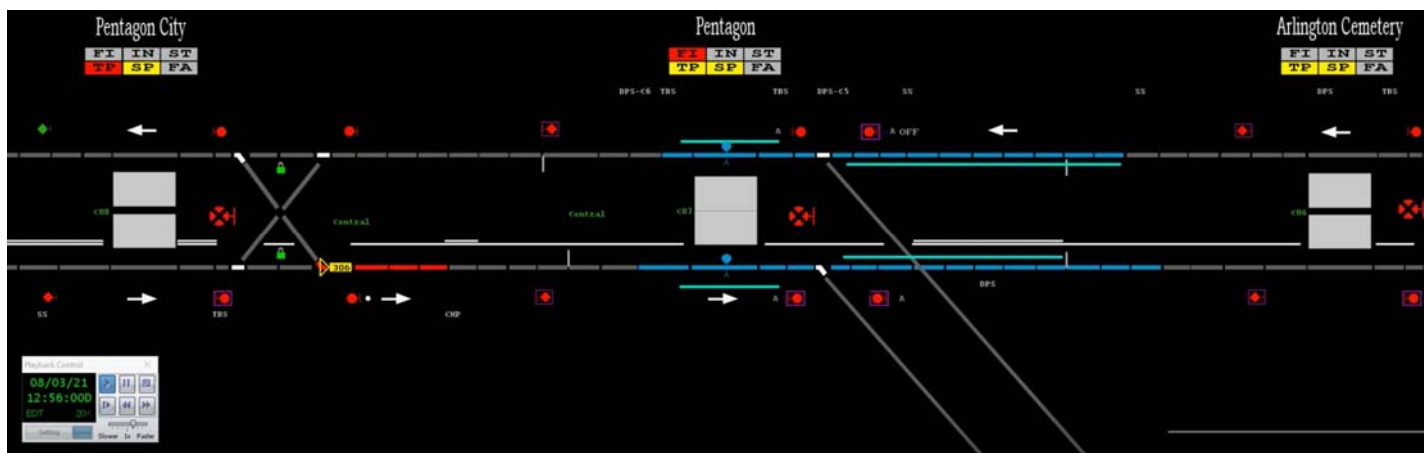 Pentagon City Pentagon Arlington Cemetery
FI IN ST FI IN ST FI IN ST
TP SP FA TP SP FA TP SP FA
DPS-C6 TBS TBS DPS-C5 SS SS DPS TBS
A A OFF
A
C08 Central Central C07 C06
306 A
DPS
A A
SS TBS CMP
Playback Control
08/03/21
12:56:00D
EDT
Setting Slower 1x Faster